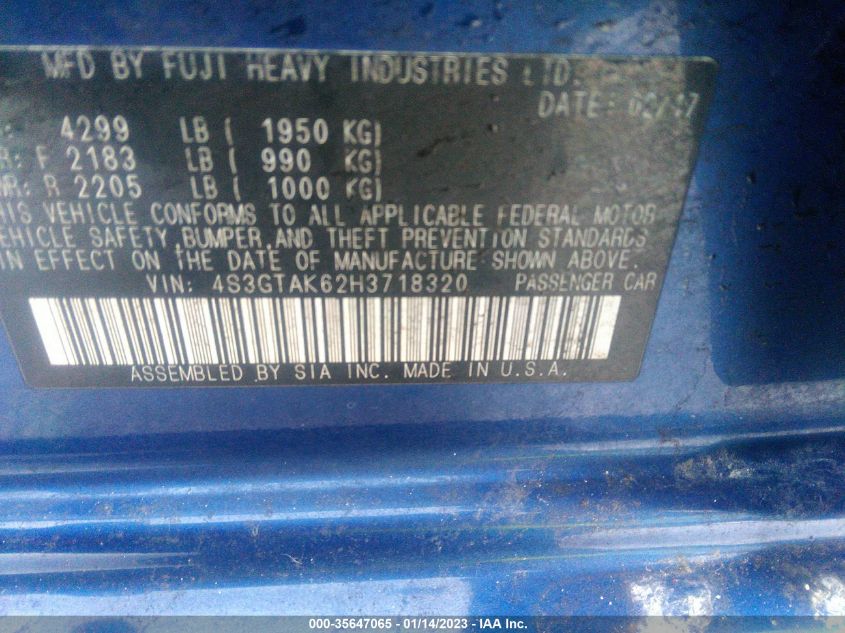 MFD BY FUJI HEAVY INDUSTRIES LTD.
DATE: 02/17
4299 LB ( 1950 KG)
R: F 2183 LB ( 990 KG)
WR: R 2205 LB ( 1000 KG)
HIS VEHICLE CONFORMS TO ALL APPLICABLE FEDERAL MOTOR
EHICLE SAFETY,BUMPER,AND THEFT PREVENTION STANDARDS
IN EFFECT ON THE DATE OF MANUFACTURE SHOWN ABOVE.
VIN: 4S3GTAK62H3718320 PASSENGER CAR
ASSEMBLED BY SIA INC. MADE IN U.S.A.
000-35647065 - 01/14/2023 - IAA Inc.